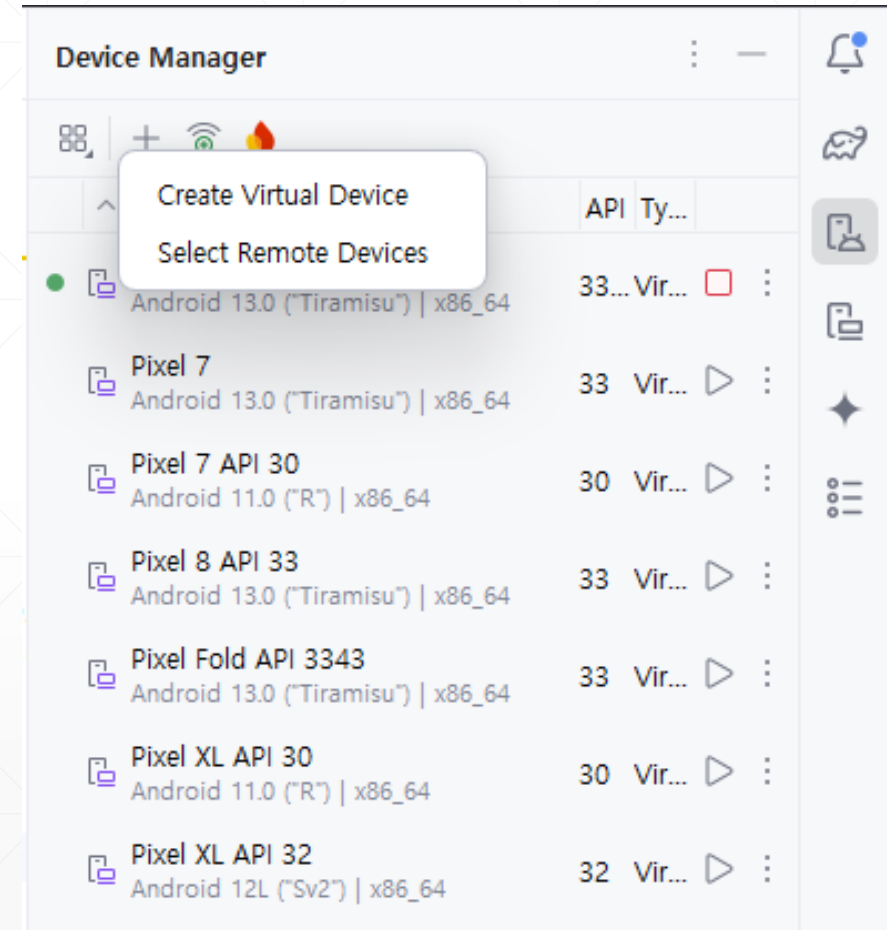 Device Manager
Create Virtual Device
Select Remote Devices
API Ty...
Android 13.0 ("Tiramisu") | x86_64
33... Vir...
Pixel 7
Android 13.0 ("Tiramisu") | x86_64
33 Vir...
Pixel 7 API 30
Android 11.0 ("R") | x86_64
30 Vir...
Pixel 8 API 33
Android 13.0 ("Tiramisu") | x86_64
33 Vir...
Pixel Fold API 3343
Android 13.0 ("Tiramisu") | x86_64
33 Vir...
Pixel XL API 30
Android 11.0 ("R") | x86_64
30 Vir...
Pixel XL API 32
Android 12L ("Sv2") | x86_64
32 Vir...